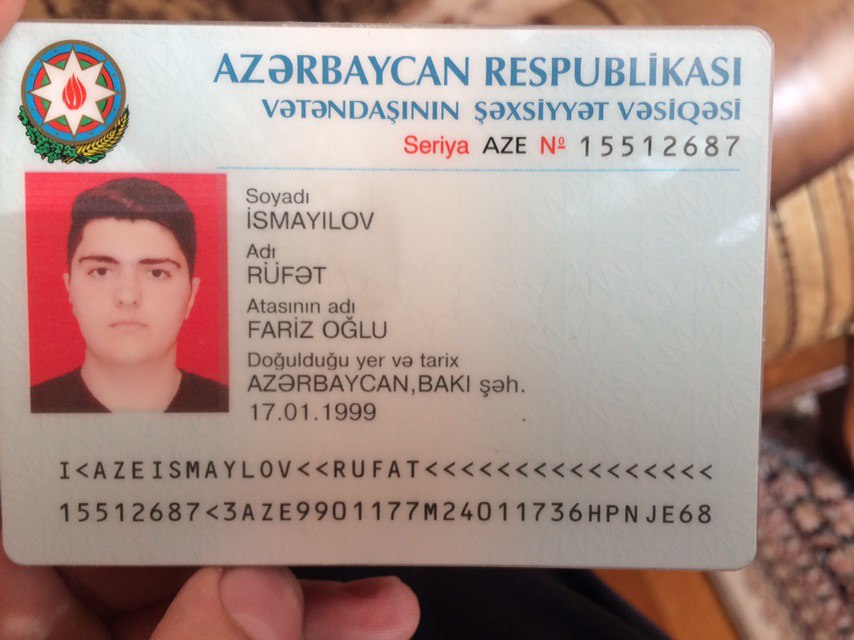 AZƏRBAYCAN RESPUBLİKASI
VƏTƏNDAŞININ ŞƏXSİYYƏT VƏSİQƏSİ
Seriya AZE № 15512687
Soyadı
İSMAYILOV
Adı
RÜFƏT
Atasının adı
FARİZ OĞLU
Doğulduğu yer və tarix
AZƏRBAYCAN,BAKI şəh.
17.01.1999
I<AZEISMAYLOV<<RUFAT<<<<<<<<<<<<<<<<
15512687<3AZE9901177M24011736HPNJE68